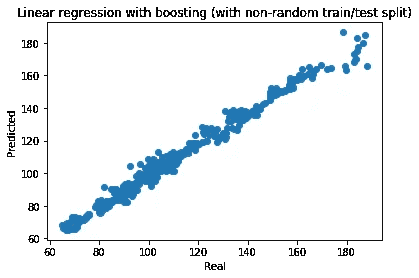 Linear regression with boosting (with non-random train/test split)
Predicted
180
160
140
120
100
80
60
60 80 100 120 140 160 180
Real